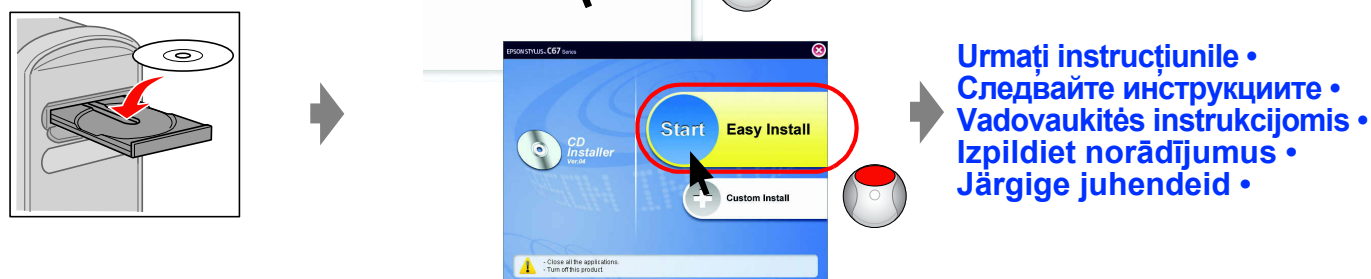 EPSON STYLUS™ C67 Series
Start Easy Install
CD
Installer
Ver.04
Custom Install
- Close all the applications.
- Turn off this product.
Urmați instrucțiunile •
Следвайте инструкциите •
Vadovaukitės instrukcijomis •
Izpildiet norādījumus •
Järgige juhendeid •